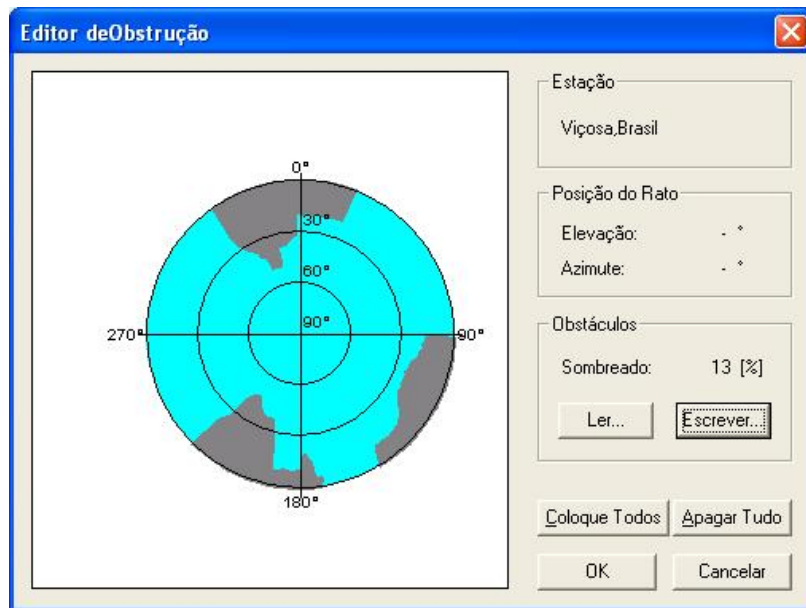 Editor deObstrução
0°
30°
60°
90°
270°
90°
180°
Estação
Viçosa,Brasil
Posição do Rato
Elevação: - °
Azimute: - °
Obstáculos
Sombreado: 13 [%]
Ler... Escrever...
Coloque Todos Apagar Tudo
OK Cancelar